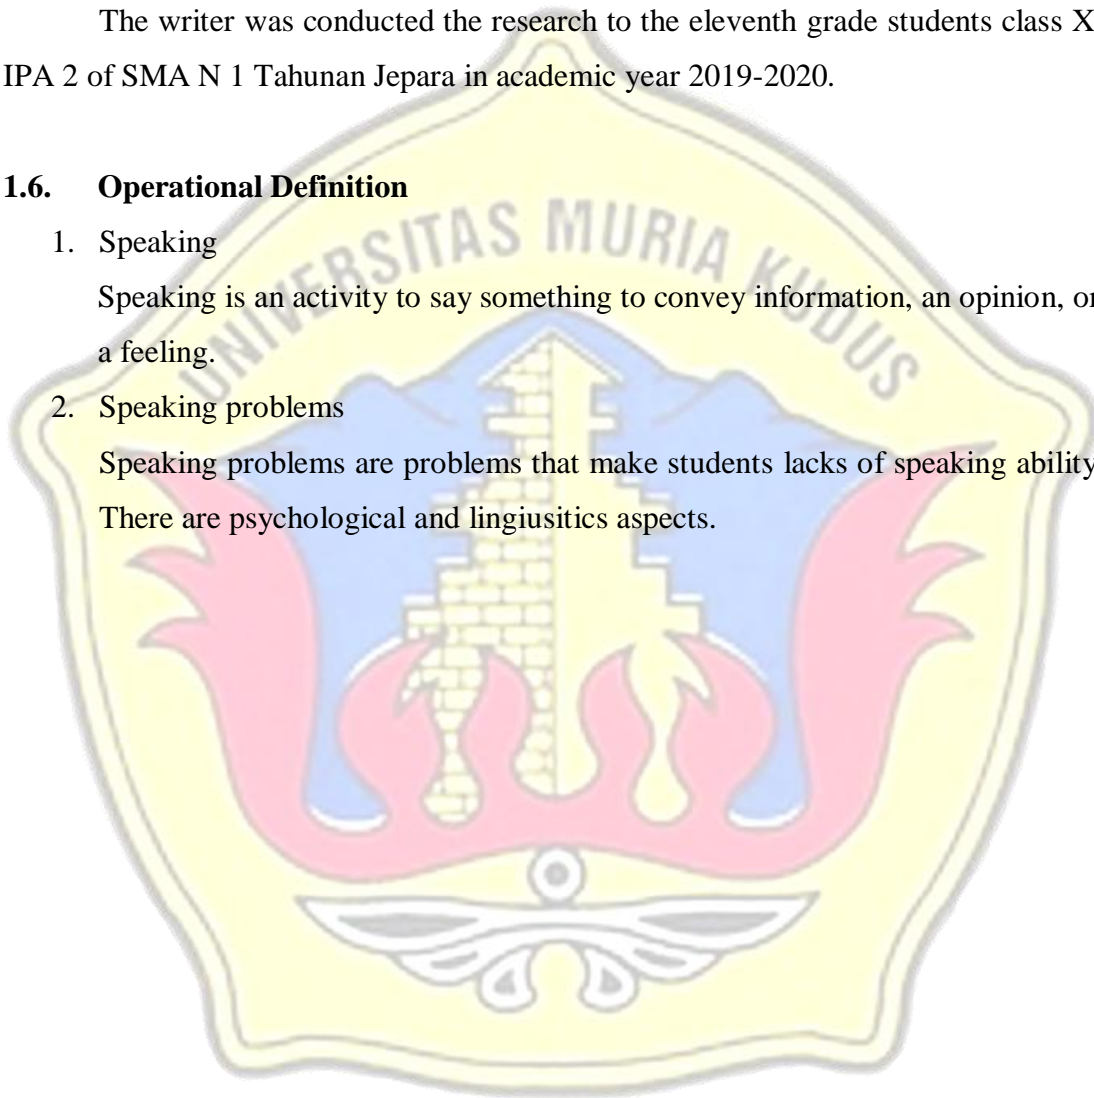 The writer was conducted the research to the eleventh grade students class X
IPA 2 of SMA N 1 Tahunan Jepara in academic year 2019-2020.
1.6. Operational Definition
1. Speaking
Speaking is an activity to say something to convey information, an opinion, or
a feeling.
2. Speaking problems
Speaking problems are problems that make students lacks of speaking ability
There are psychological and lingiusitics aspects.
UNIVERSITAS MURIA KUDUS